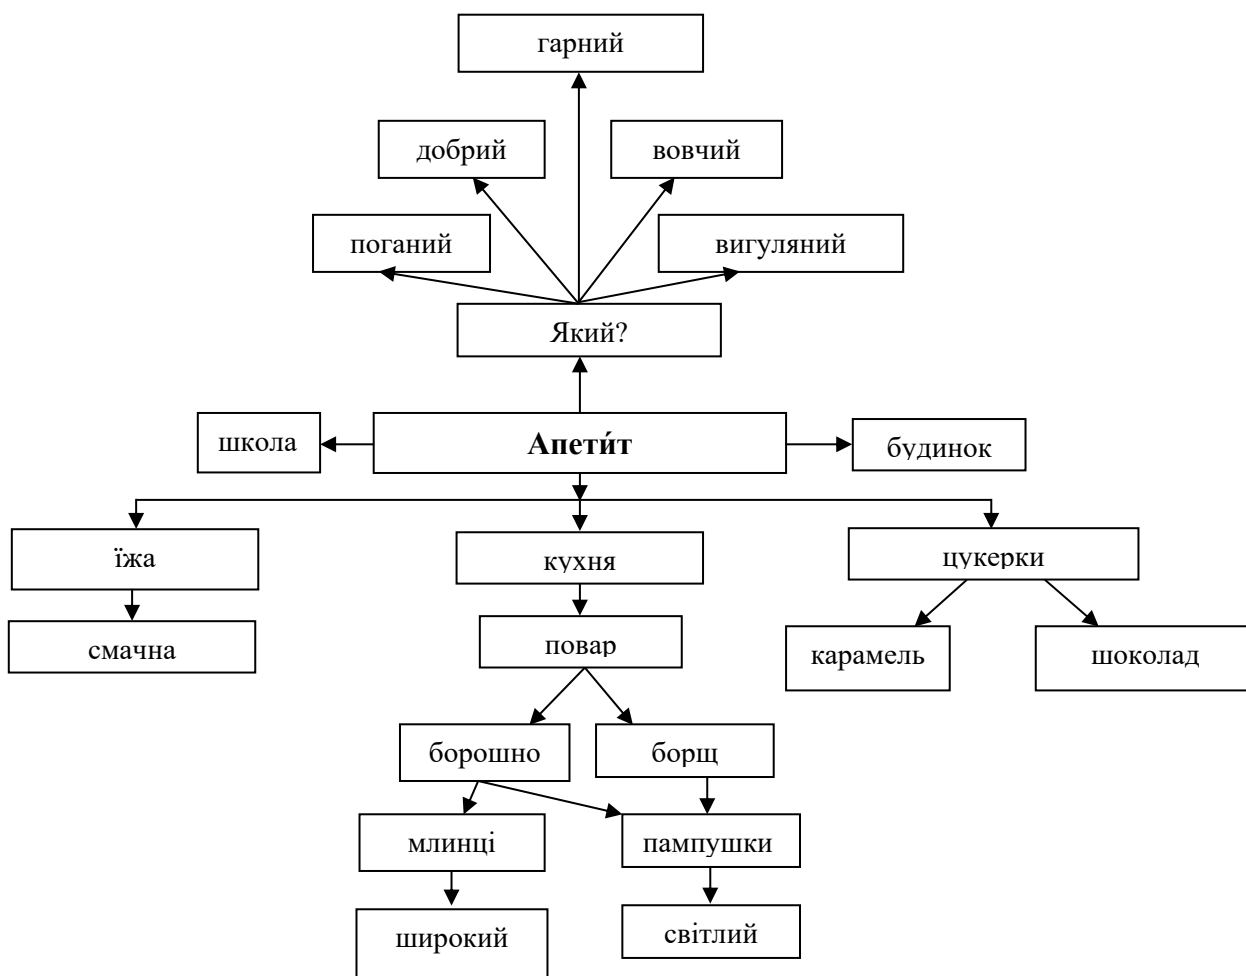 гарний
добрий
вовчий
поганий
вигуляний
Який?
школа
Апети́т
будинок
їжа
кухня
цукерки
смачна
повар
карамель
шоколад
борошно
борщ
млинці
пампушки
широкий
світлий